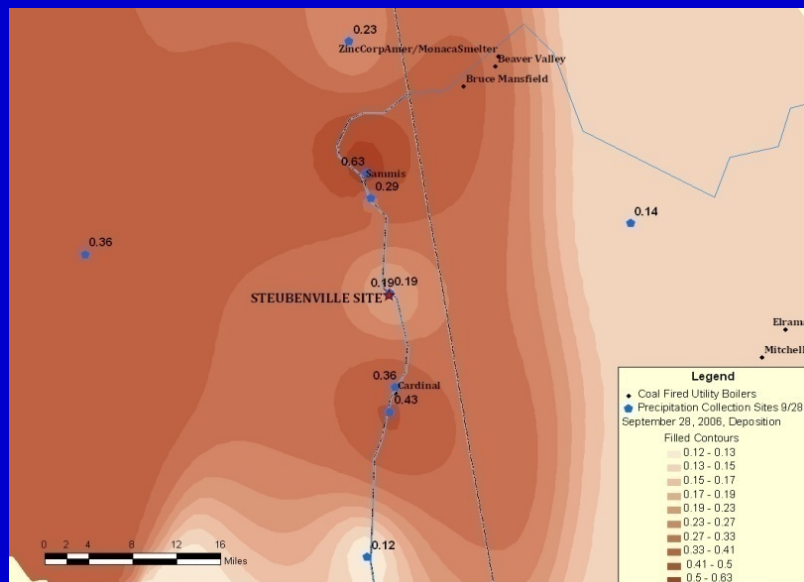 0.23
ZincCorpAmer/MonacaSmelter
Beaver Valley
Bruce Mansfield
0.63
Sammis
0.29
0.14
0.36
0.19 0.19
STEUBENVILLE SITE
Elrama
Mitchell
0.36
Cardinal
0.43
0.12
0 2 4 8 12 16
Miles
Legend
Coal Fired Utility Boilers
Precipitation Collection Sites 9/28
September 28, 2006, Deposition
Filled Contours
0.12 - 0.13
0.13 - 0.15
0.15 - 0.17
0.17 - 0.19
0.19 - 0.23
0.23 - 0.27
0.27 - 0.33
0.33 - 0.41
0.41 - 0.5
0.5 - 0.63